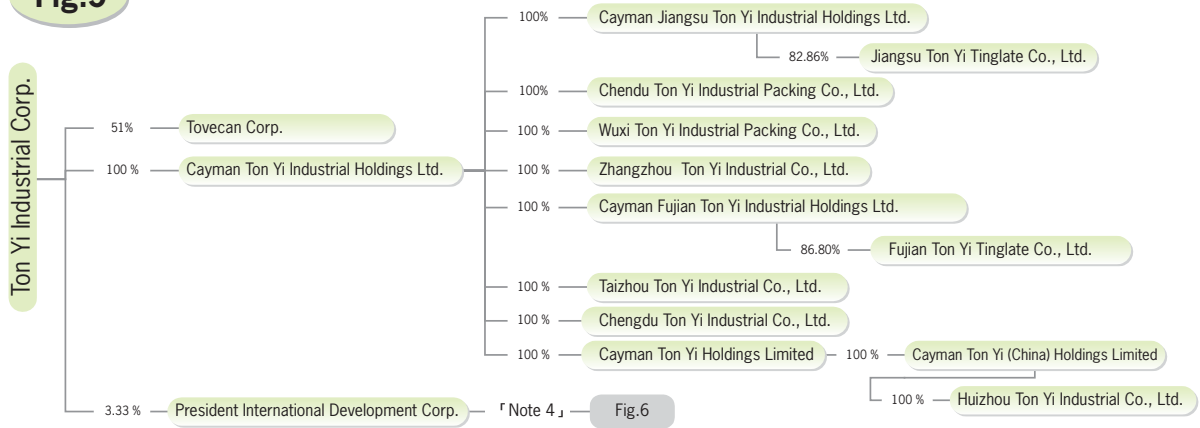 Fig.5
Ton Yi Industrial Corp.
51% Tovecan Corp.
100 % Cayman Ton Yi Industrial Holdings Ltd.
100% Cayman Jiangsu Ton Yi Industrial Holdings Ltd.
82.86% Jiangsu Ton Yi Tinglate Co., Ltd.
100% Chendu Ton Yi Industrial Packing Co., Ltd.
100 % Wuxi Ton Yi Industrial Packing Co., Ltd.
100 % Zhangzhou Ton Yi Industrial Co., Ltd.
100 % Cayman Fujian Ton Yi Industrial Holdings Ltd.
86.80% Fujian Ton Yi Tinglate Co., Ltd.
100 % Taizhou Ton Yi Industrial Co., Ltd.
100 % Chengdu Ton Yi Industrial Co., Ltd.
100 % Cayman Ton Yi Holdings Limited 100 % Cayman Ton Yi (China) Holdings Limited
100 % Huizhou Ton Yi Industrial Co., Ltd.
3.33 % President International Development Corp. 「Note 4」 Fig.6